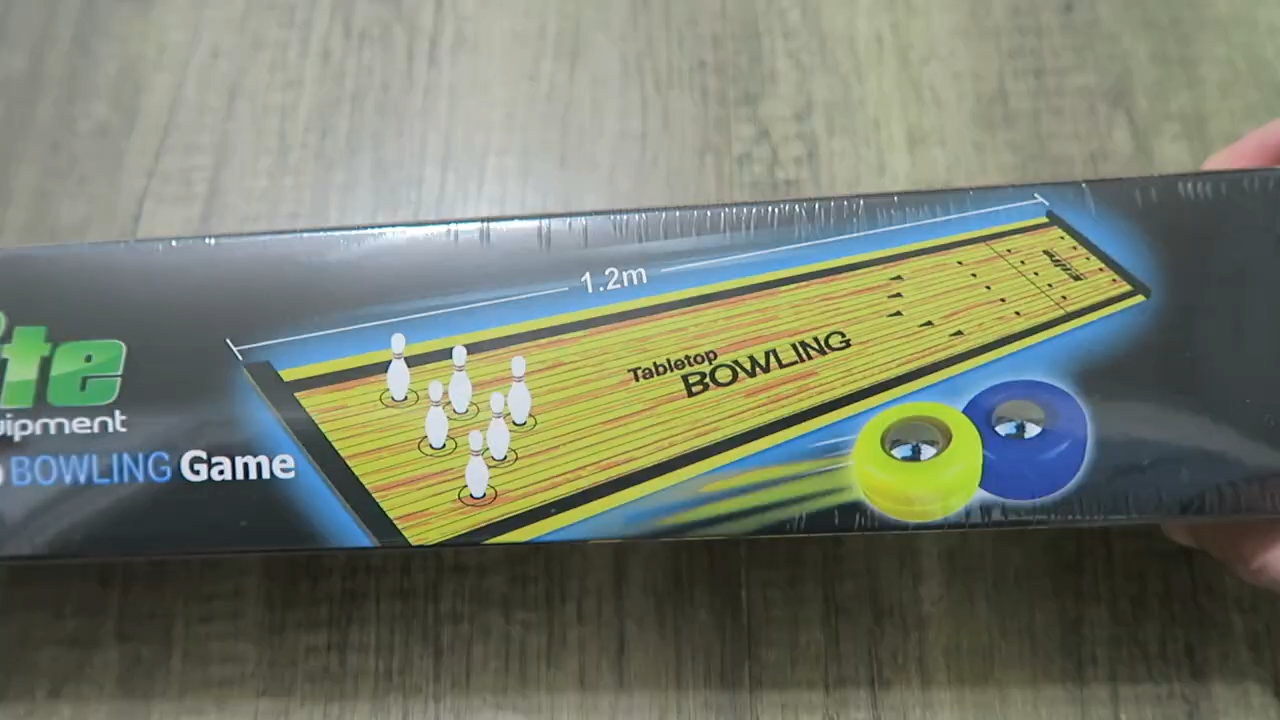 1.2m
Tabletop
BOWLING
ite
uipment
BOWLING Game